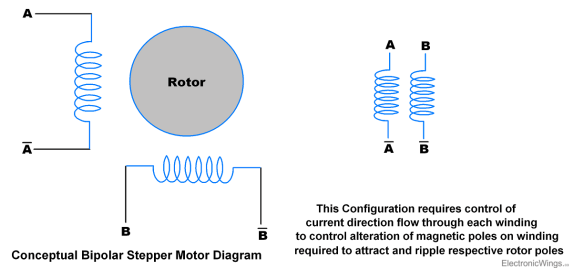 A
A̅
Rotor
B
B̅
Conceptual Bipolar Stepper Motor Diagram
A B
A̅ B̅
This Configuration requires control of
current direction flow through each winding
to control alteration of magnetic poles on winding
required to attract and ripple respective rotor poles
ElectronicWings